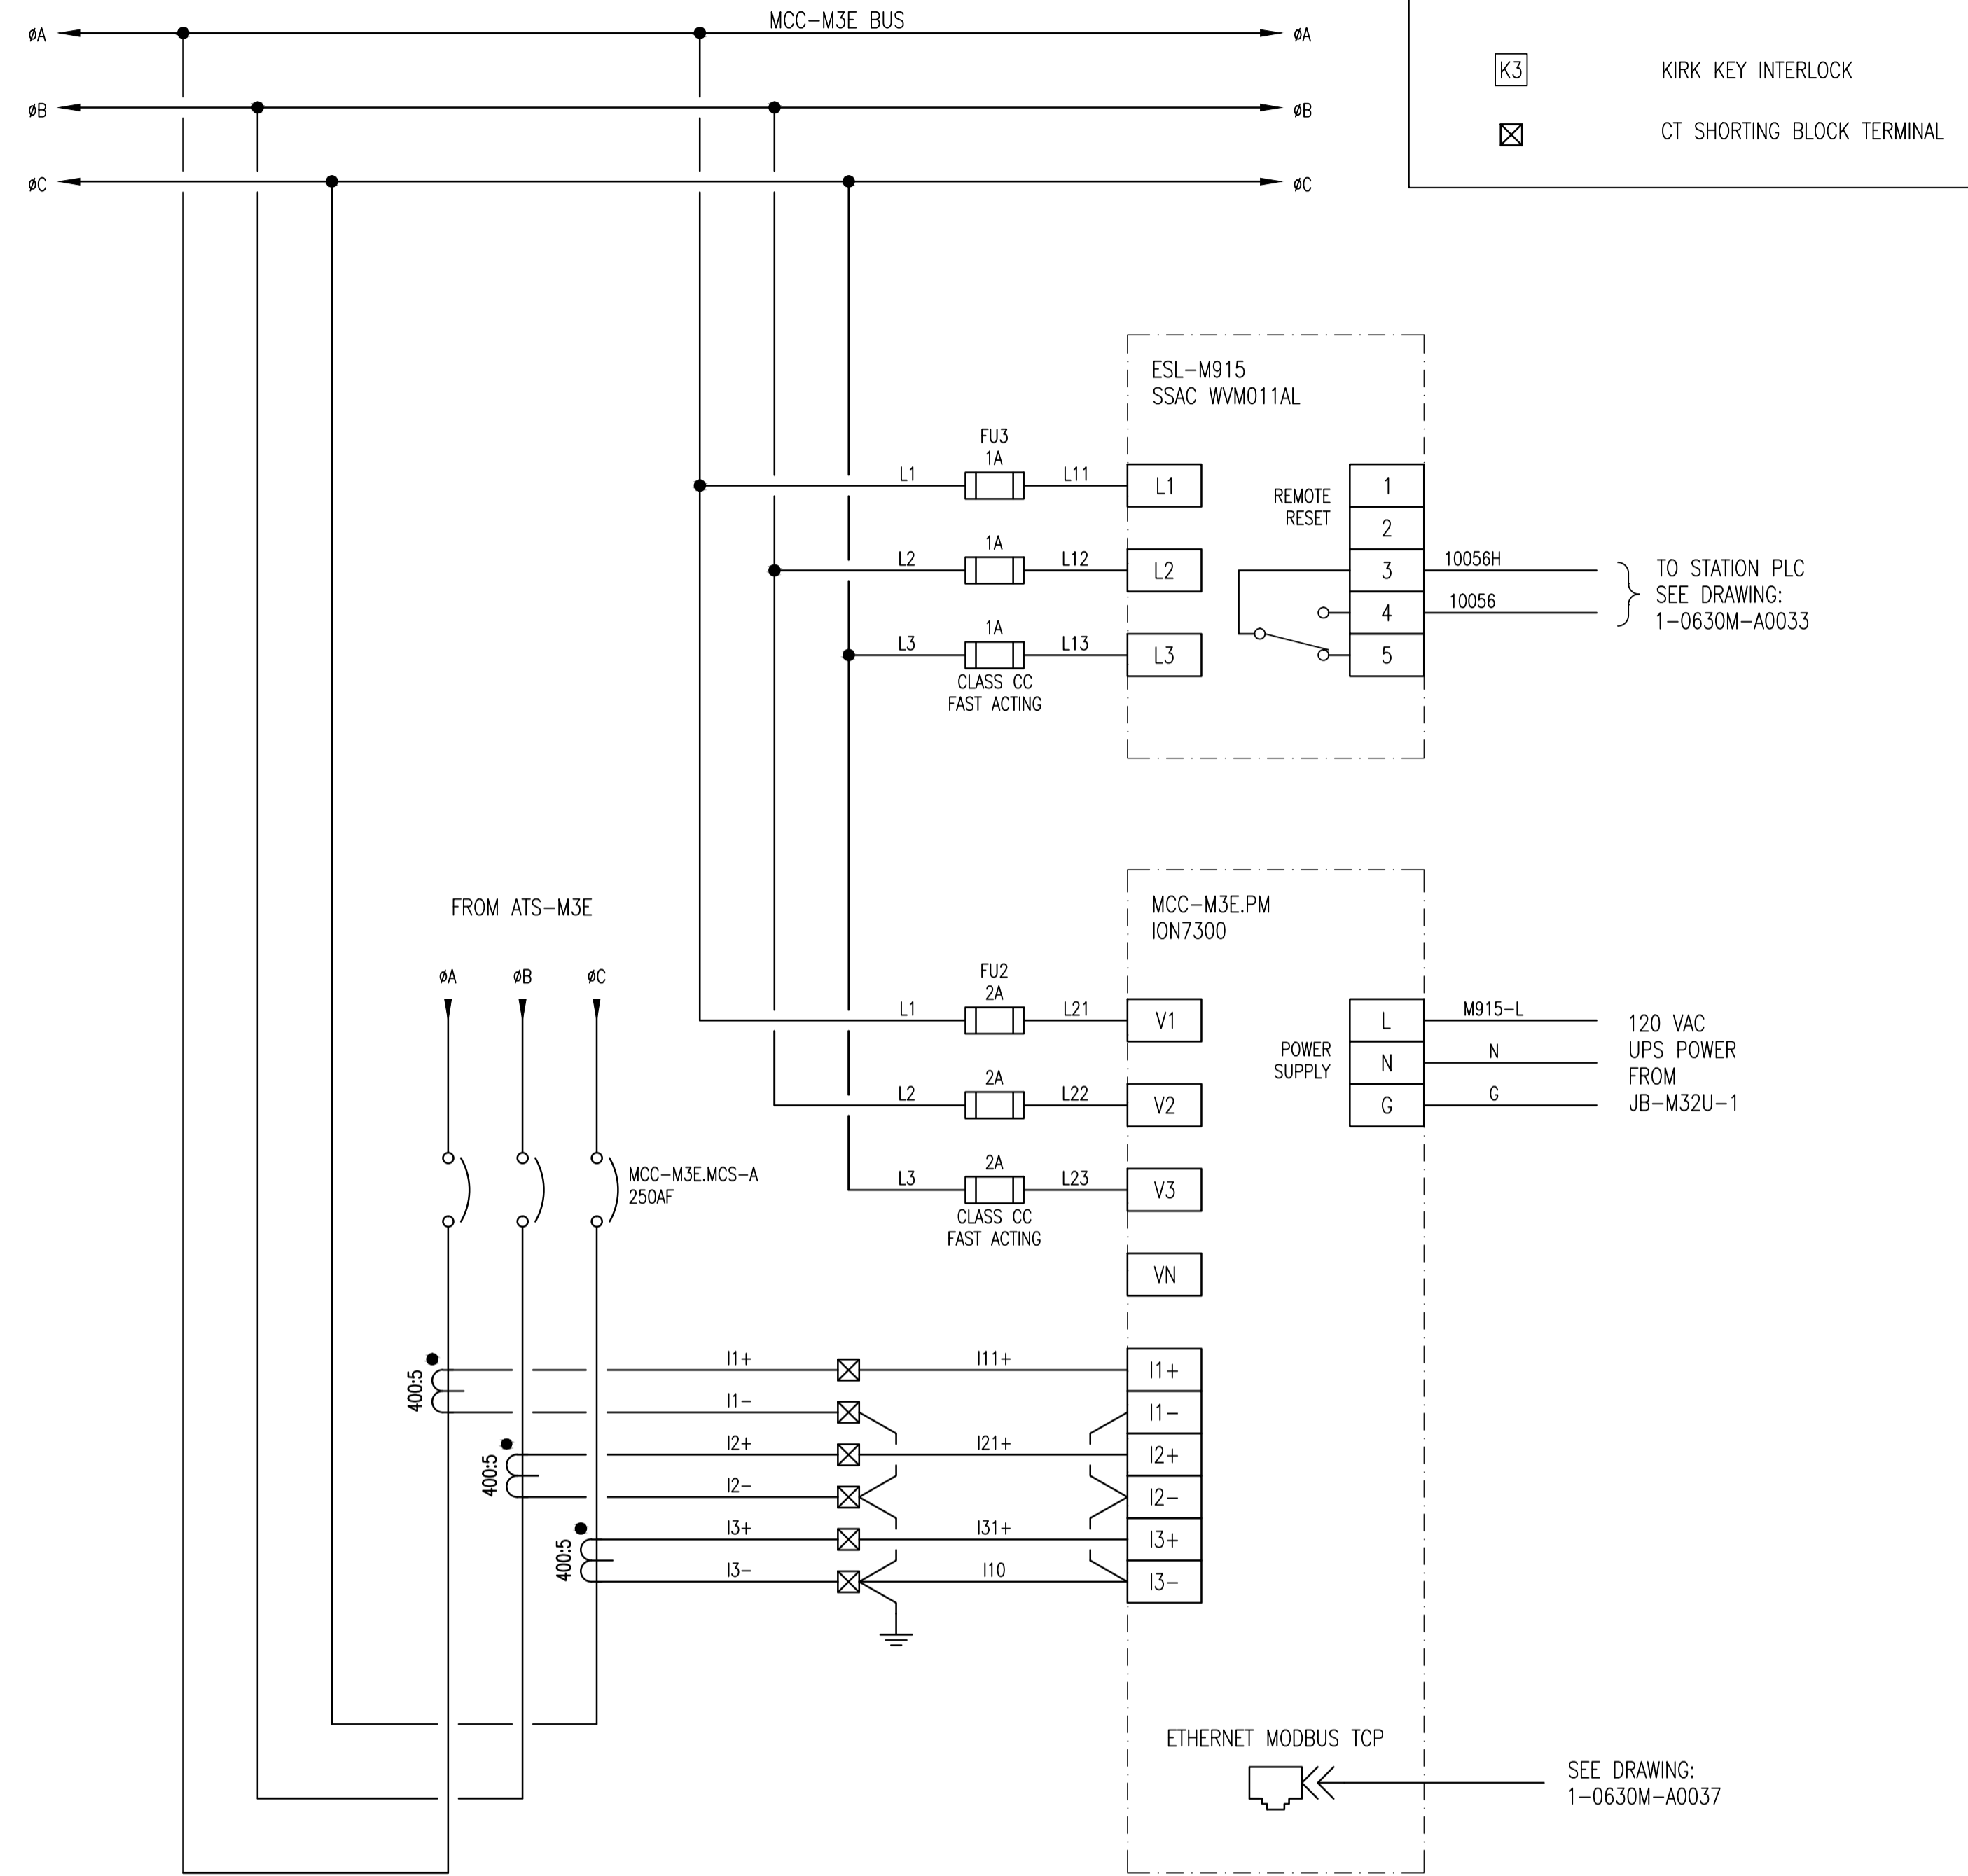 MCC-M3E BUS
øA
øA
øB
øB
øC
øC
K3
KIRK KEY INTERLOCK
CT SHORTING BLOCK TERMINAL
ESL-M915
SSAC WVM011AL
FU3
1A
L1
L11
L1
1A
L2
L12
L2
1A
L3
L13
L3
CLASS CC
FAST ACTING
REMOTE
RESET
1
2
3
4
5
10056H
10056
TO STATION PLC
SEE DRAWING:
1-0630M-A0033
FROM ATS-M3E
øA
øB
øC
MCC-M3E.MCS-A
250AF
MCC-M3E.PM
ION7300
FU2
2A
L1
L21
V1
2A
L2
L22
V2
2A
L3
L23
V3
CLASS CC
FAST ACTING
VN
POWER
SUPPLY
L
N
G
M915-L
N
G
120 VAC
UPS POWER
FROM
JB-M32U-1
400:5
400:5
400:5
I1+
I11+
I1+
I1-
I1-
I2+
I21+
I2+
I2-
I2-
I3+
I31+
I3+
I3-
I10
I3-
ETHERNET MODBUS TCP
SEE DRAWING:
1-0630M-A0037